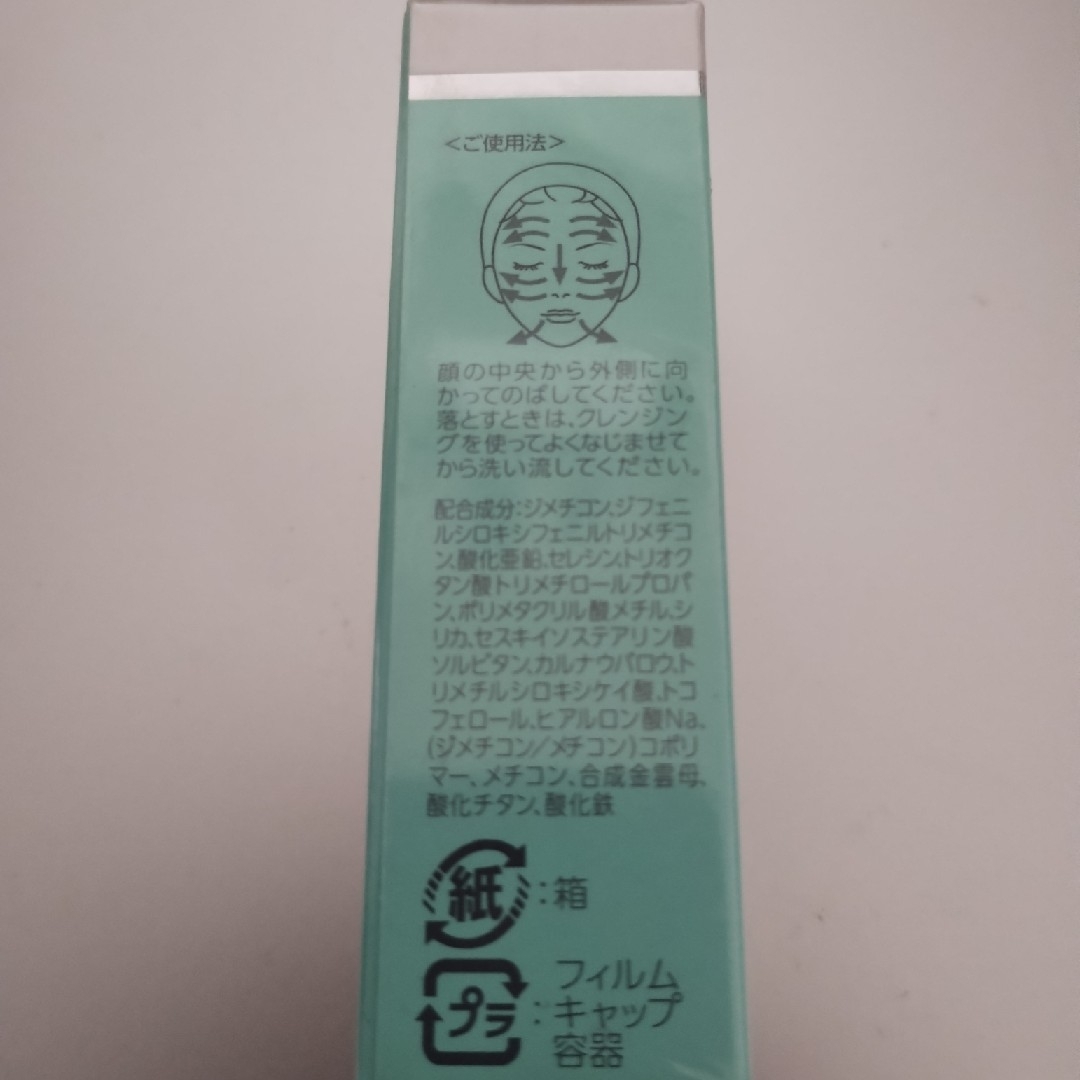 <ご使用法>
顔の中央から外側に向
かってのばしてください。
落とすときは、クレンジン
グを使ってよくなじませて
から洗い流してください。
配合成分:ジメチコン、ジフェニ
ルシロキシフェニルトリメチコ
ン、酸化亜鉛、セレシン、トリオク
タン酸トリメチロールプロパ
ン、ポリメタクリル酸メチル、シ
リカ、セスキイソステアリン酸
ソルビタン、カルナウバロウ、ト
リメチルシロキシケイ酸、トコ
フェロール、ヒアルロン酸Na、
(ジメチコン/メチコン)コポリ
マー、メチコン、合成金雲母、
酸化チタン、酸化鉄
紙:箱
フィルム
プラ:キャップ
容器